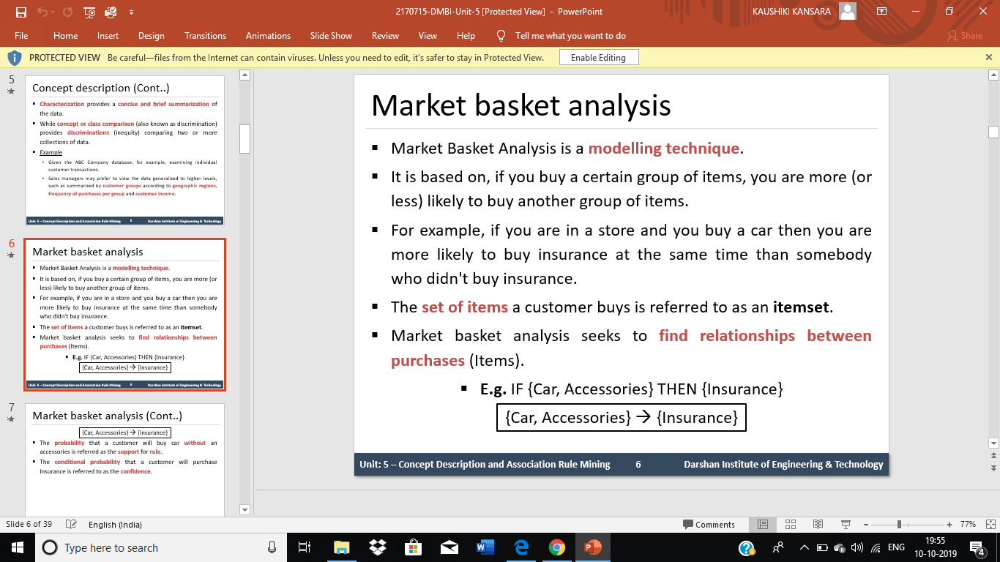 2170715-DMBI-Unit-5 [Protected View] - PowerPoint
KAUSHIKI KANSARA
File Home Insert Design Transitions Animations Slide Show Review View Help Tell me what you want to do Share
PROTECTED VIEW Be careful—files from the Internet can contain viruses. Unless you need to edit, it's safer to stay in Protected View. Enable Editing
5
Concept description (Cont..)
▪ Characterization provides a concise and brief summarization of
the data.
▪ While concept or class comparison (also known as discrimination)
provides discriminations (inequity) comparing two or more
collections of data.
▪ Example
• Given the ABC Company database, for example, examining individual
customer transactions.
• Sales managers may prefer to view the data generalized to higher levels,
such as summarized by customer groups according to geographic regions,
frequency of purchases per group and customer income.
Unit: 5 – Concept Description and Association Rule Mining 5 Darshan Institute of Engineering & Technology
6
Market basket analysis
▪ Market Basket Analysis is a modelling technique.
▪ It is based on, if you buy a certain group of items, you are more (or
less) likely to buy another group of items.
▪ For example, if you are in a store and you buy a car then you are
more likely to buy insurance at the same time than somebody
who didn't buy insurance.
▪ The set of items a customer buys is referred to as an itemset.
▪ Market basket analysis seeks to find relationships between
purchases (Items).
▪ E.g. IF {Car, Accessories} THEN {Insurance}
{Car, Accessories} → {Insurance}
Unit: 5 – Concept Description and Association Rule Mining 6 Darshan Institute of Engineering & Technology
7
Market basket analysis (Cont..)
{Car, Accessories} → {Insurance}
▪ The probability that a customer will buy car without an
accessories is referred as the support for rule.
▪ The conditional probability that a customer will purchase
Insurance is referred to as the confidence.
Market basket analysis
▪ Market Basket Analysis is a modelling technique.
▪ It is based on, if you buy a certain group of items, you are more (or
less) likely to buy another group of items.
▪ For example, if you are in a store and you buy a car then you are
more likely to buy insurance at the same time than somebody
who didn't buy insurance.
▪ The set of items a customer buys is referred to as an itemset.
▪ Market basket analysis seeks to find relationships between
purchases (Items).
▪ E.g. IF {Car, Accessories} THEN {Insurance}
{Car, Accessories} → {Insurance}
Unit: 5 – Concept Description and Association Rule Mining 6 Darshan Institute of Engineering & Technology
Slide 6 of 39 English (India) Comments 77%
Type here to search
ENG
19:55
10-10-2019
4